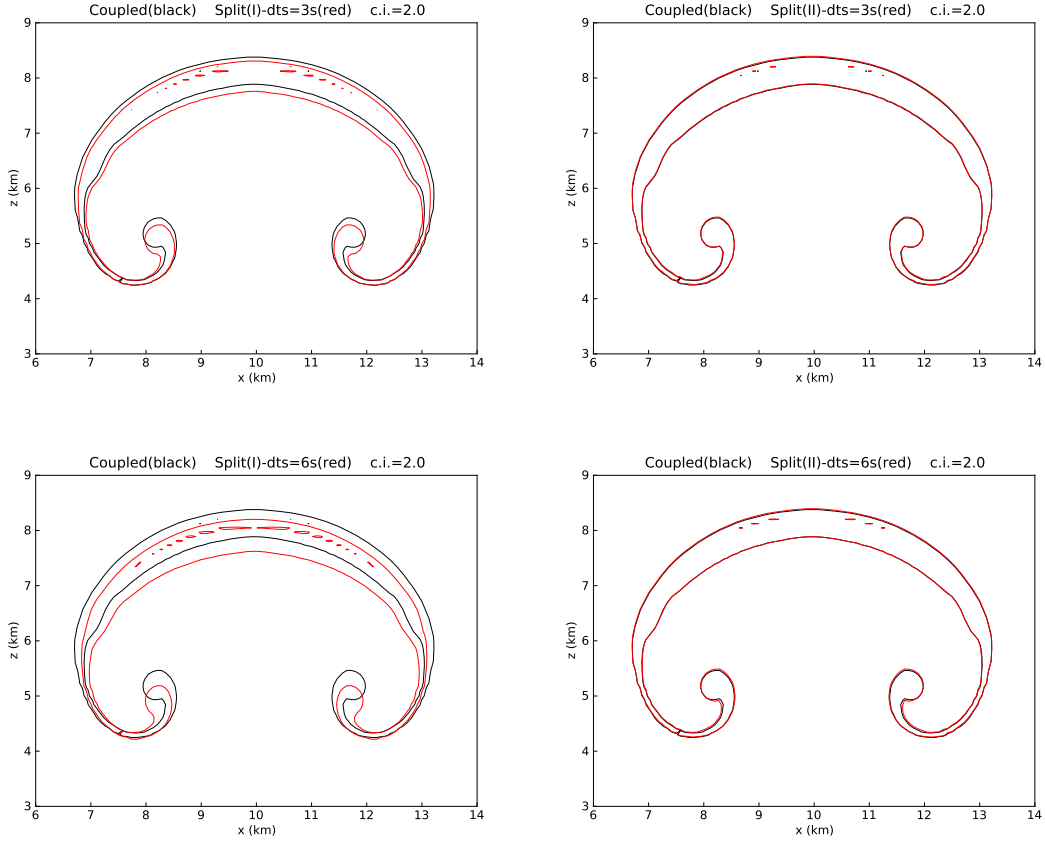 Coupled(black) Split(I)-dts=3s(red) c.i.=2.0
9
8
7
6
5
4
3
z (km)
6 7 8 9 10 11 12 13 14
x (km)
Coupled(black) Split(II)-dts=3s(red) c.i.=2.0
9
8
7
6
5
4
3
z (km)
6 7 8 9 10 11 12 13 14
x (km)
Coupled(black) Split(I)-dts=6s(red) c.i.=2.0
9
8
7
6
5
4
3
z (km)
6 7 8 9 10 11 12 13 14
x (km)
Coupled(black) Split(II)-dts=6s(red) c.i.=2.0
9
8
7
6
5
4
3
z (km)
6 7 8 9 10 11 12 13 14
x (km)